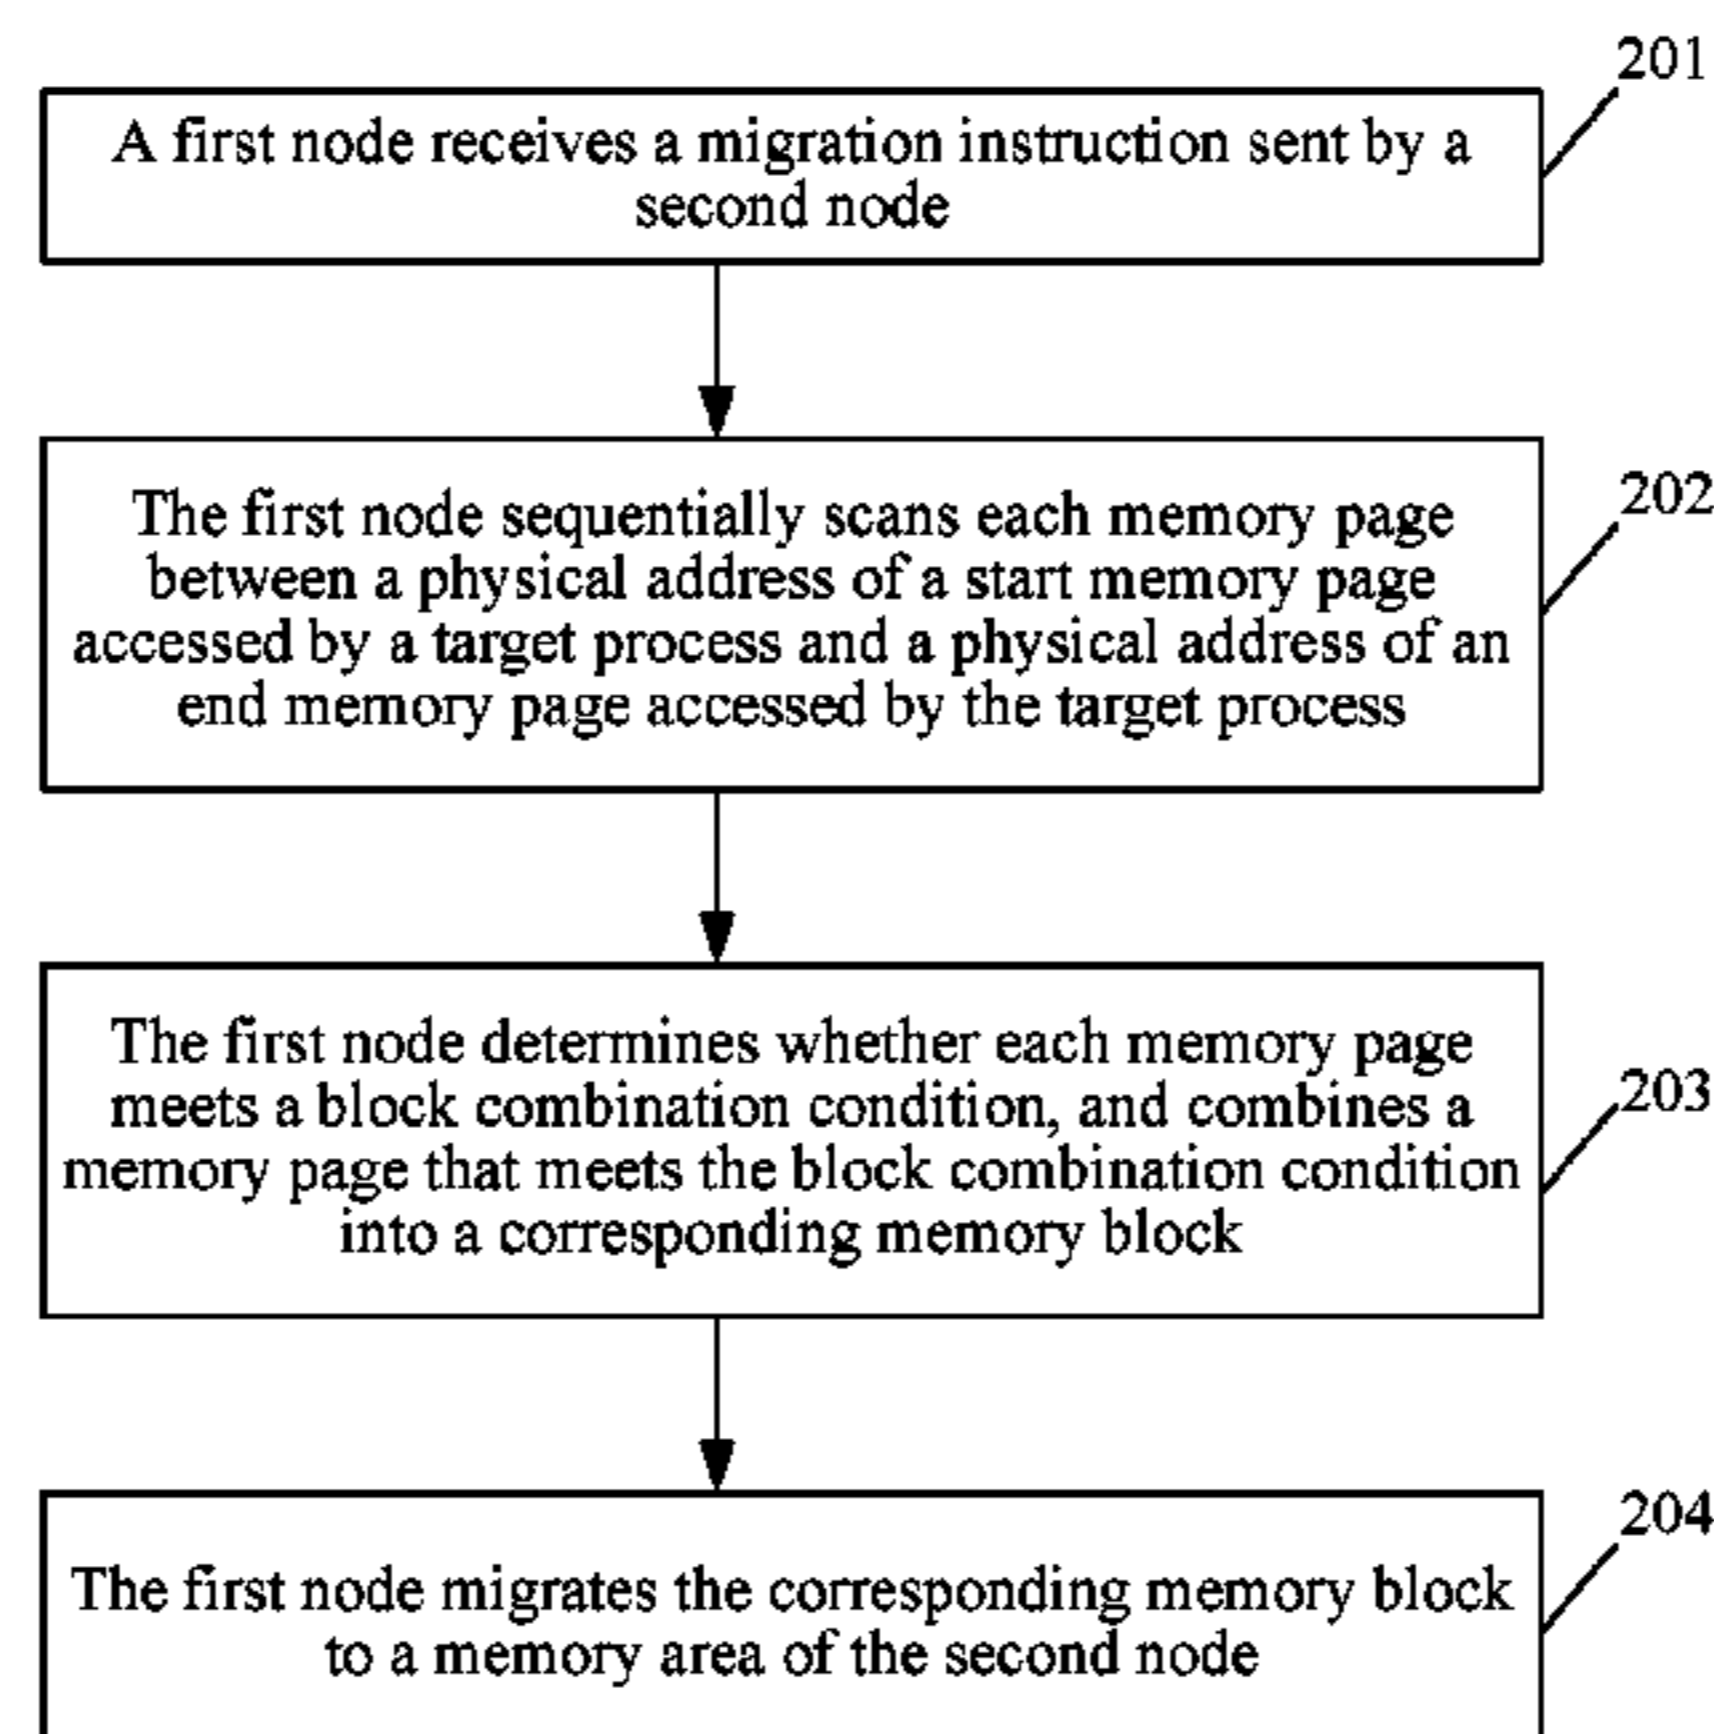 201
A first node receives a migration instruction sent by a
second node
202
The first node sequentially scans each memory page
between a physical address of a start memory page
accessed by a target process and a physical address of an
end memory page accessed by the target process
203
The first node determines whether each memory page
meets a block combination condition, and combines a
memory page that meets the block combination condition
into a corresponding memory block
204
The first node migrates the corresponding memory block
to a memory area of the second node